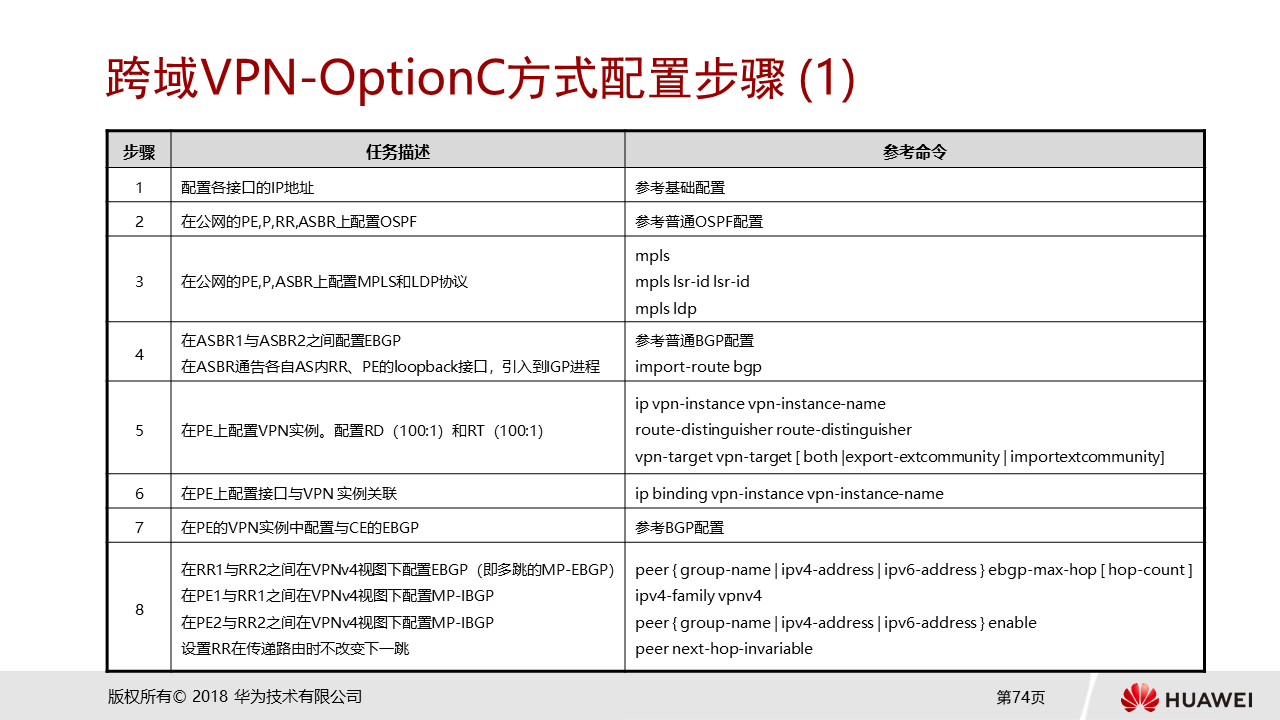 跨域VPN-OptionC方式配置步骤 (1)
步骤 任务描述 参考命令
1 配置各接口的IP地址 参考基础配置
2 在公网的PE,P,RR,ASBR上配置OSPF 参考普通OSPF配置
3 在公网的PE,P,ASBR上配置MPLS和LDP协议
mpls
mpls lsr-id lsr-id
mpls ldp
4
在ASBR1与ASBR2之间配置EBGP
在ASBR通告各自AS内RR、PE的loopback接口，引入到IGP进程
参考普通BGP配置
import-route bgp
5 在PE上配置VPN实例。配置RD（100:1）和RT（100:1）
ip vpn-instance vpn-instance-name
route-distinguisher route-distinguisher
vpn-target vpn-target [ both |export-extcommunity | importextcommunity]
6 在PE上配置接口与VPN 实例关联 ip binding vpn-instance vpn-instance-name
7 在PE的VPN实例中配置与CE的EBGP 参考BGP配置
8
在RR1与RR2之间在VPNv4视图下配置EBGP（即多跳的MP-EBGP）
在PE1与RR1之间在VPNv4视图下配置MP-IBGP
在PE2与RR2之间在VPNv4视图下配置MP-IBGP
设置RR在传递路由时不改变下一跳
peer { group-name | ipv4-address | ipv6-address } ebgp-max-hop [ hop-count ]
ipv4-family vpnv4
peer { group-name | ipv4-address | ipv6-address } enable
peer next-hop-invariable
版权所有© 2018 华为技术有限公司
第74页
HUAWEI